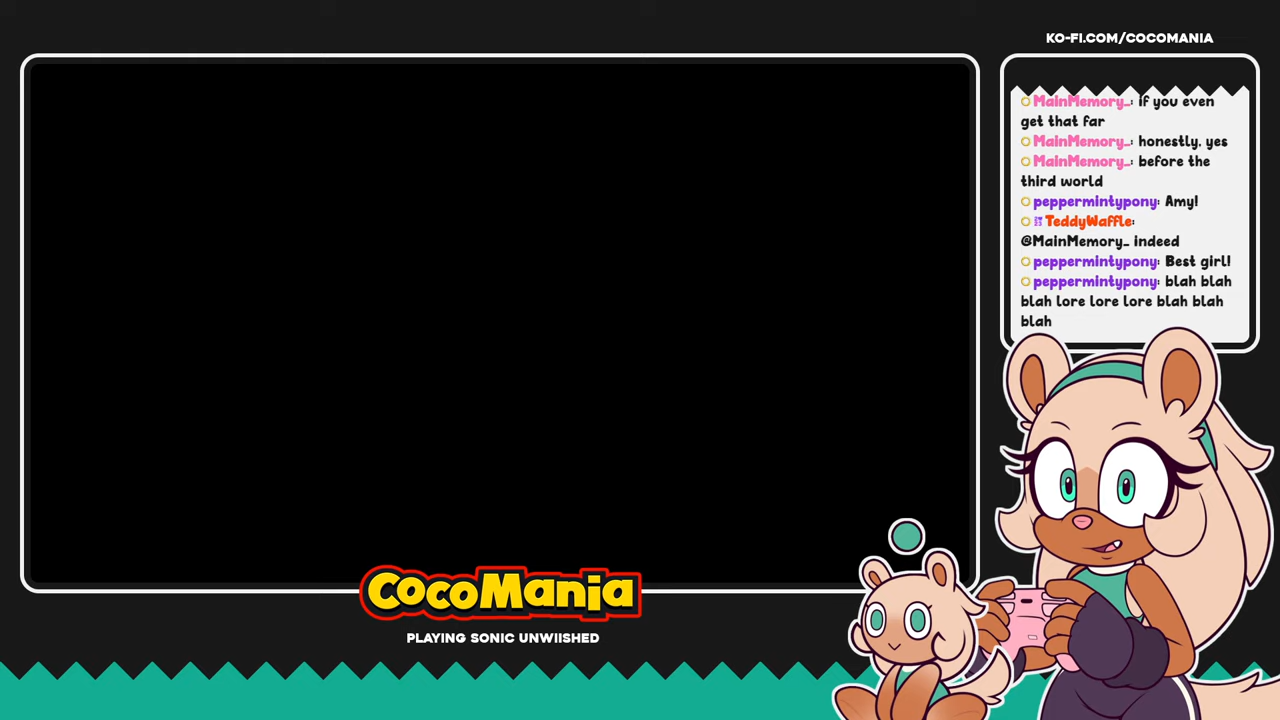 KO-FI.COM/COCOMANIA
MainMemory_: if you even
get that far
MainMemory_: honestly, yes
MainMemory_: before the
third world
peppermintypony: Amy!
TeddyWaffle:
@MainMemory_ indeed
peppermintypony: Best girl!
peppermintypony: blah blah
blah lore lore lore blah blah
blah
CocoMania
PLAYING SONIC UNWIISHED